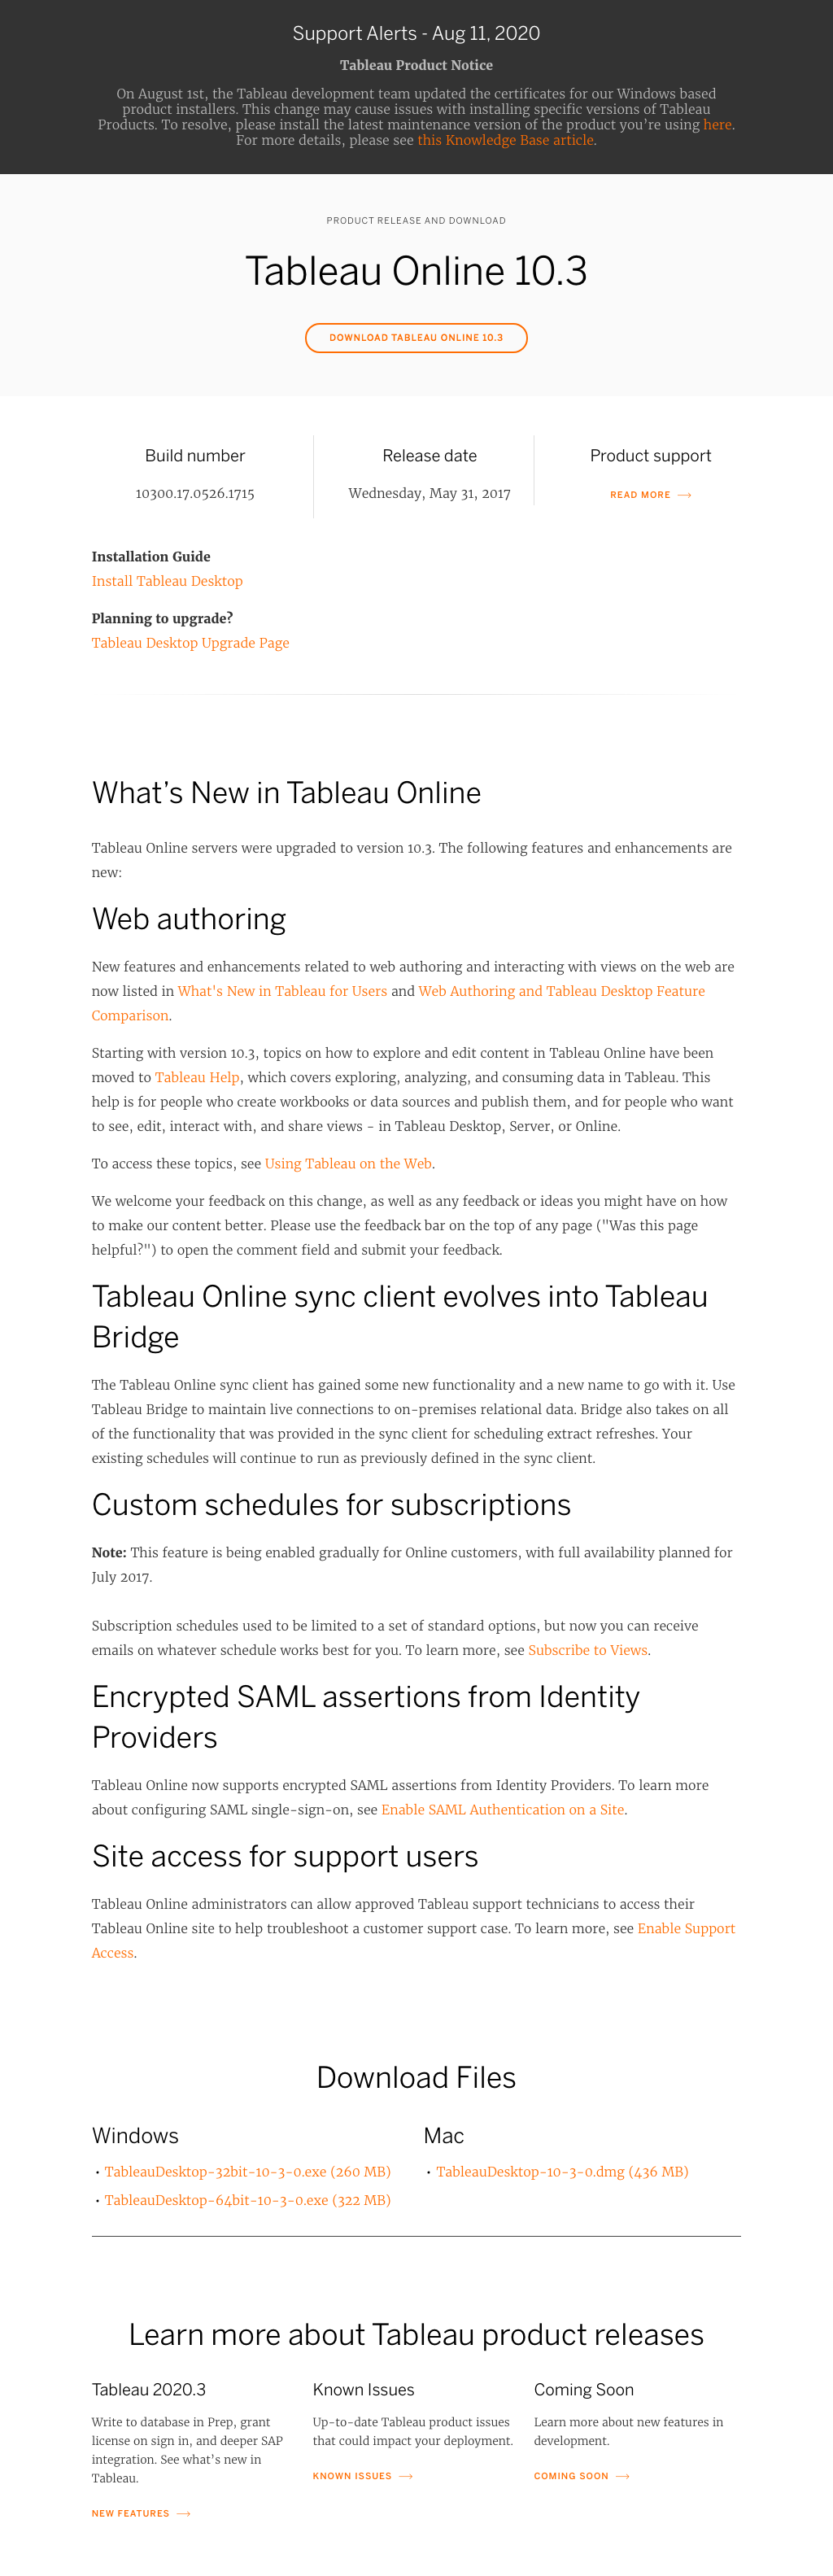 Support Alerts - Aug 11, 2020
Tableau Product Notice
On August 1st, the Tableau development team updated the certificates for our Windows based
product installers. This change may cause issues with installing specific versions of Tableau
Products. To resolve, please install the latest maintenance version of the product you’re using here.
For more details, please see this Knowledge Base article.
PRODUCT RELEASE AND DOWNLOAD
Tableau Online 10.3
DOWNLOAD TABLEAU ONLINE 10.3
Build number
10300.17.0526.1715
Release date
Wednesday, May 31, 2017
Product support
READ MORE
Installation Guide
Install Tableau Desktop
Planning to upgrade?
Tableau Desktop Upgrade Page
What’s New in Tableau Online
Tableau Online servers were upgraded to version 10.3. The following features and enhancements are
new:
Web authoring
New features and enhancements related to web authoring and interacting with views on the web are
now listed in What's New in Tableau for Users and Web Authoring and Tableau Desktop Feature
Comparison.
Starting with version 10.3, topics on how to explore and edit content in Tableau Online have been
moved to Tableau Help, which covers exploring, analyzing, and consuming data in Tableau. This
help is for people who create workbooks or data sources and publish them, and for people who want
to see, edit, interact with, and share views - in Tableau Desktop, Server, or Online.
To access these topics, see Using Tableau on the Web.
We welcome your feedback on this change, as well as any feedback or ideas you might have on how
to make our content better. Please use the feedback bar on the top of any page ("Was this page
helpful?") to open the comment field and submit your feedback.
Tableau Online sync client evolves into Tableau
Bridge
The Tableau Online sync client has gained some new functionality and a new name to go with it. Use
Tableau Bridge to maintain live connections to on-premises relational data. Bridge also takes on all
of the functionality that was provided in the sync client for scheduling extract refreshes. Your
existing schedules will continue to run as previously defined in the sync client.
Custom schedules for subscriptions
Note: This feature is being enabled gradually for Online customers, with full availability planned for
July 2017.
Subscription schedules used to be limited to a set of standard options, but now you can receive
emails on whatever schedule works best for you. To learn more, see Subscribe to Views.
Encrypted SAML assertions from Identity
Providers
Tableau Online now supports encrypted SAML assertions from Identity Providers. To learn more
about configuring SAML single-sign-on, see Enable SAML Authentication on a Site.
Site access for support users
Tableau Online administrators can allow approved Tableau support technicians to access their
Tableau Online site to help troubleshoot a customer support case. To learn more, see Enable Support
Access.
Download Files
Windows
• TableauDesktop-32bit-10-3-0.exe (260 MB)
• TableauDesktop-64bit-10-3-0.exe (322 MB)
Mac
• TableauDesktop-10-3-0.dmg (436 MB)
Learn more about Tableau product releases
Tableau 2020.3
Write to database in Prep, grant
license on sign in, and deeper SAP
integration. See what’s new in
Tableau.
NEW FEATURES
Known Issues
Up-to-date Tableau product issues
that could impact your deployment.
KNOWN ISSUES
Coming Soon
Learn more about new features in
development.
COMING SOON